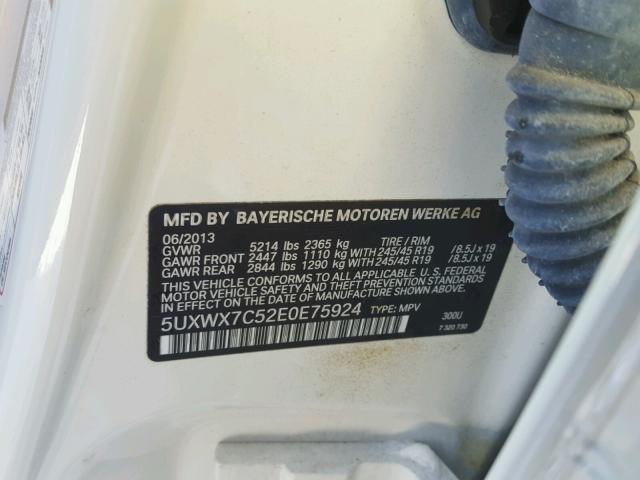 MFD BY BAYERISCHE MOTOREN WERKE AG
06/2013 TIRE / RIM
GVWR 5214 lbs 2365 kg
GAWR FRONT 2447 lbs 1110 kg WITH 245/45 R19 / 8.5J x 19
GAWR REAR 2844 lbs 1290 kg WITH 245/45 R19 / 8.5J x 19
THIS VEHICLE CONFORMS TO ALL APPLICABLE U.S. FEDERAL
MOTOR VEHICLE SAFETY, BUMPER AND THEFT PREVENTION STANDARDS
IN EFFECT ON THE DATE OF MANUFACTURE SHOWN ABOVE.
5UXWX7C52E0E75924 TYPE: MPV 300U
7 320 730